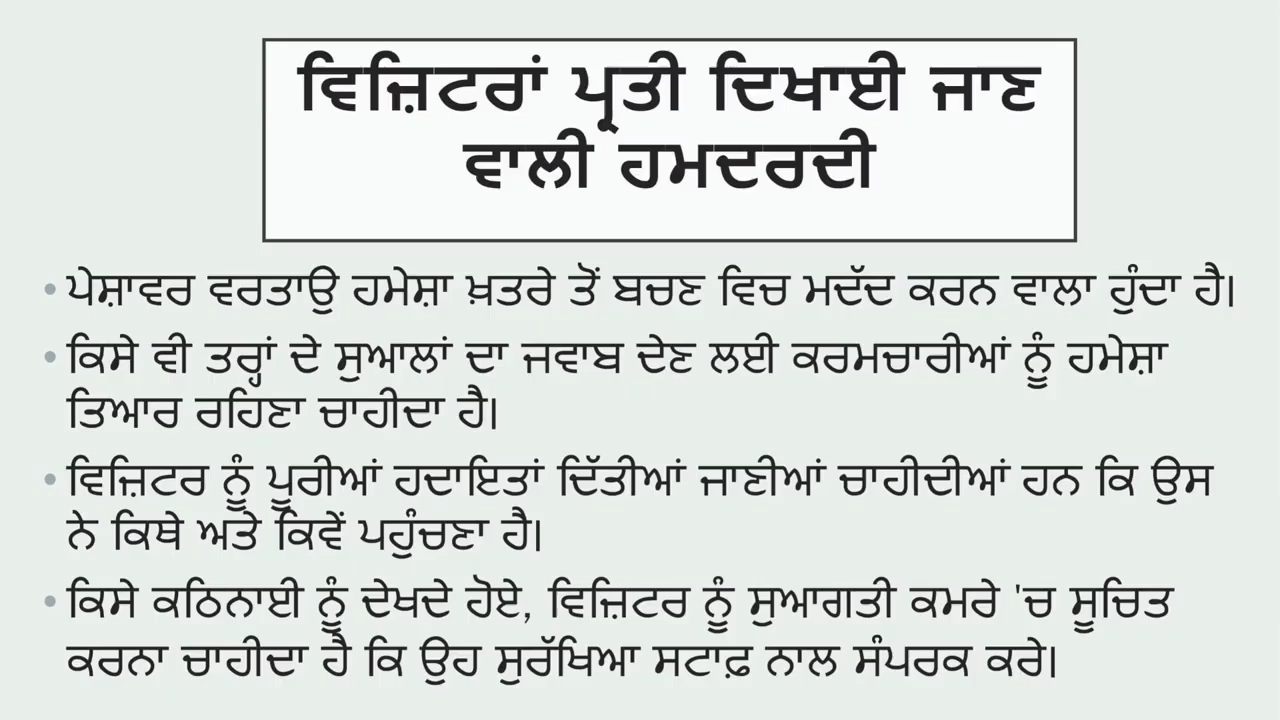 ਵਿਜ਼ਿਟਰਾਂ ਪ੍ਰਤੀ ਦਿਖਾਈ ਜਾਣ
ਵਾਲੀ ਹਮਦਰਦੀ
• ਪੇਸ਼ਾਵਰ ਵਰਤਾਉ ਹਮੇਸ਼ਾ ਖ਼ਤਰੇ ਤੋਂ ਬਚਣ ਵਿਚ ਮਦੱਦ ਕਰਨ ਵਾਲਾ ਹੁੰਦਾ ਹੈ।
• ਕਿਸੇ ਵੀ ਤਰ੍ਹਾਂ ਦੇ ਸੁਆਲਾਂ ਦਾ ਜਵਾਬ ਦੇਣ ਲਈ ਕਰਮਚਾਰੀਆਂ ਨੂੰ ਹਮੇਸ਼ਾ
ਤਿਆਰ ਰਹਿਣਾ ਚਾਹੀਦਾ ਹੈ।
• ਵਿਜ਼ਿਟਰ ਨੂੰ ਪੂਰੀਆਂ ਹਦਾਇਤਾਂ ਦਿੱਤੀਆਂ ਜਾਣੀਆਂ ਚਾਹੀਦੀਆਂ ਹਨ ਕਿ ਉਸ
ਨੇ ਕਿਥੇ ਅਤੇ ਕਿਵੇਂ ਪਹੁੰਚਣਾ ਹੈ।
• ਕਿਸੇ ਕਠਿਨਾਈ ਨੂੰ ਦੇਖਦੇ ਹੋਏ, ਵਿਜ਼ਿਟਰ ਨੂੰ ਸੁਆਗਤੀ ਕਮਰੇ 'ਚ ਸੂਚਿਤ
ਕਰਨਾ ਚਾਹੀਦਾ ਹੈ ਕਿ ਉਹ ਸੁਰੱਖਿਆ ਸਟਾਫ਼ ਨਾਲ ਸੰਪਰਕ ਕਰੇ।